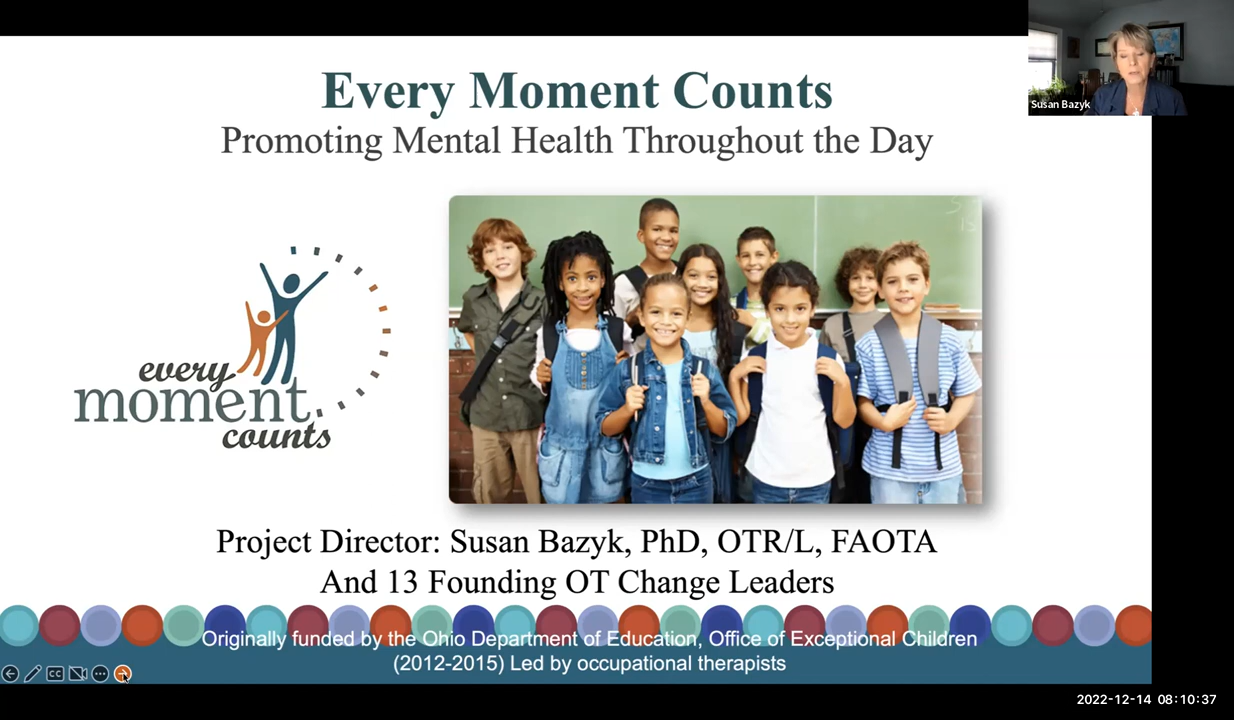 Every Moment Counts
Promoting Mental Health Throughout the Day
Susan Bazyk
every
moment
counts
Project Director: Susan Bazyk, PhD, OTR/L, FAOTA
And 13 Founding OT Change Leaders
Originally funded by the Ohio Department of Education, Office of Exceptional Children
(2012-2015) Led by occupational therapists
CC
2022-12-14 08:10:37